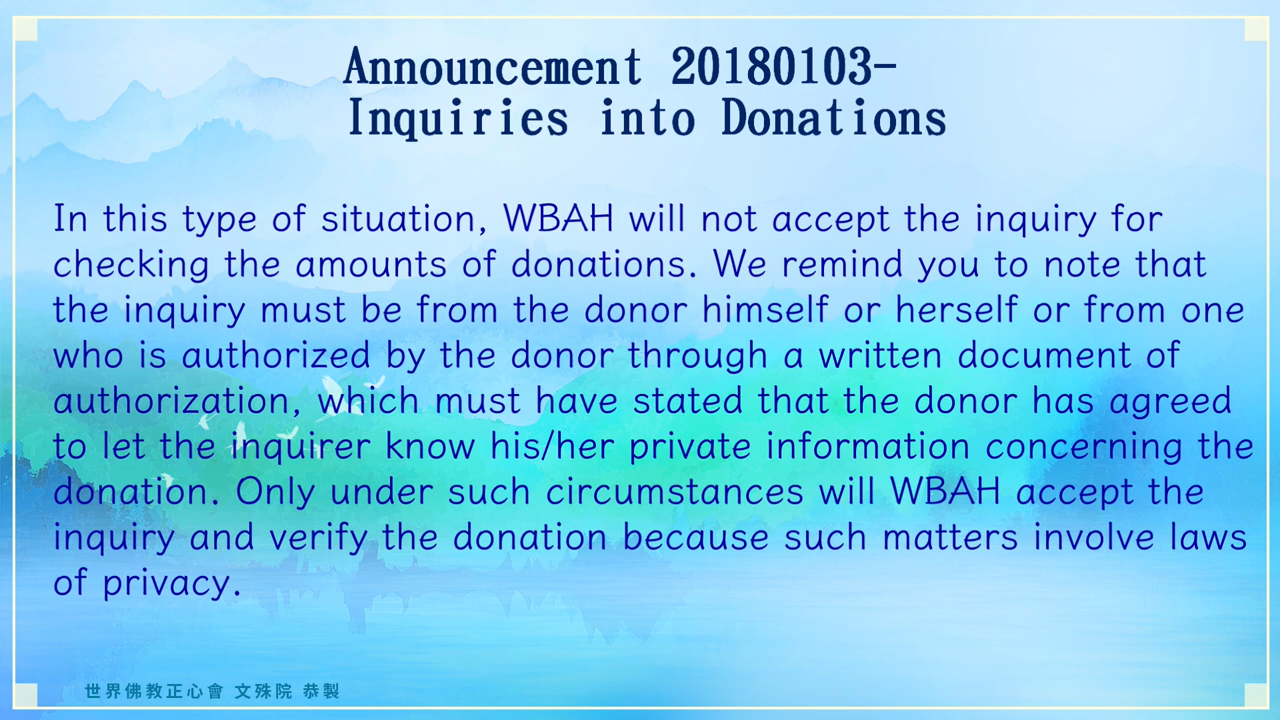 Announcement 20180103-
Inquiries into Donations
In this type of situation, WBAH will not accept the inquiry for
checking the amounts of donations. We remind you to note that
the inquiry must be from the donor himself or herself or from one
who is authorized by the donor through a written document of
authorization, which must have stated that the donor has agreed
to let the inquirer know his/her private information concerning the
donation. Only under such circumstances will WBAH accept the
inquiry and verify the donation because such matters involve laws
of privacy.
世界佛教正心會 文殊院 恭製